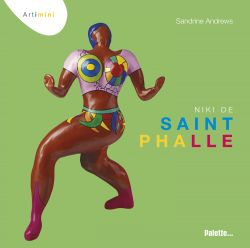 Artimini
Sandrine Andrews
NIKI DE
SAINT
PHALLE
Palette...